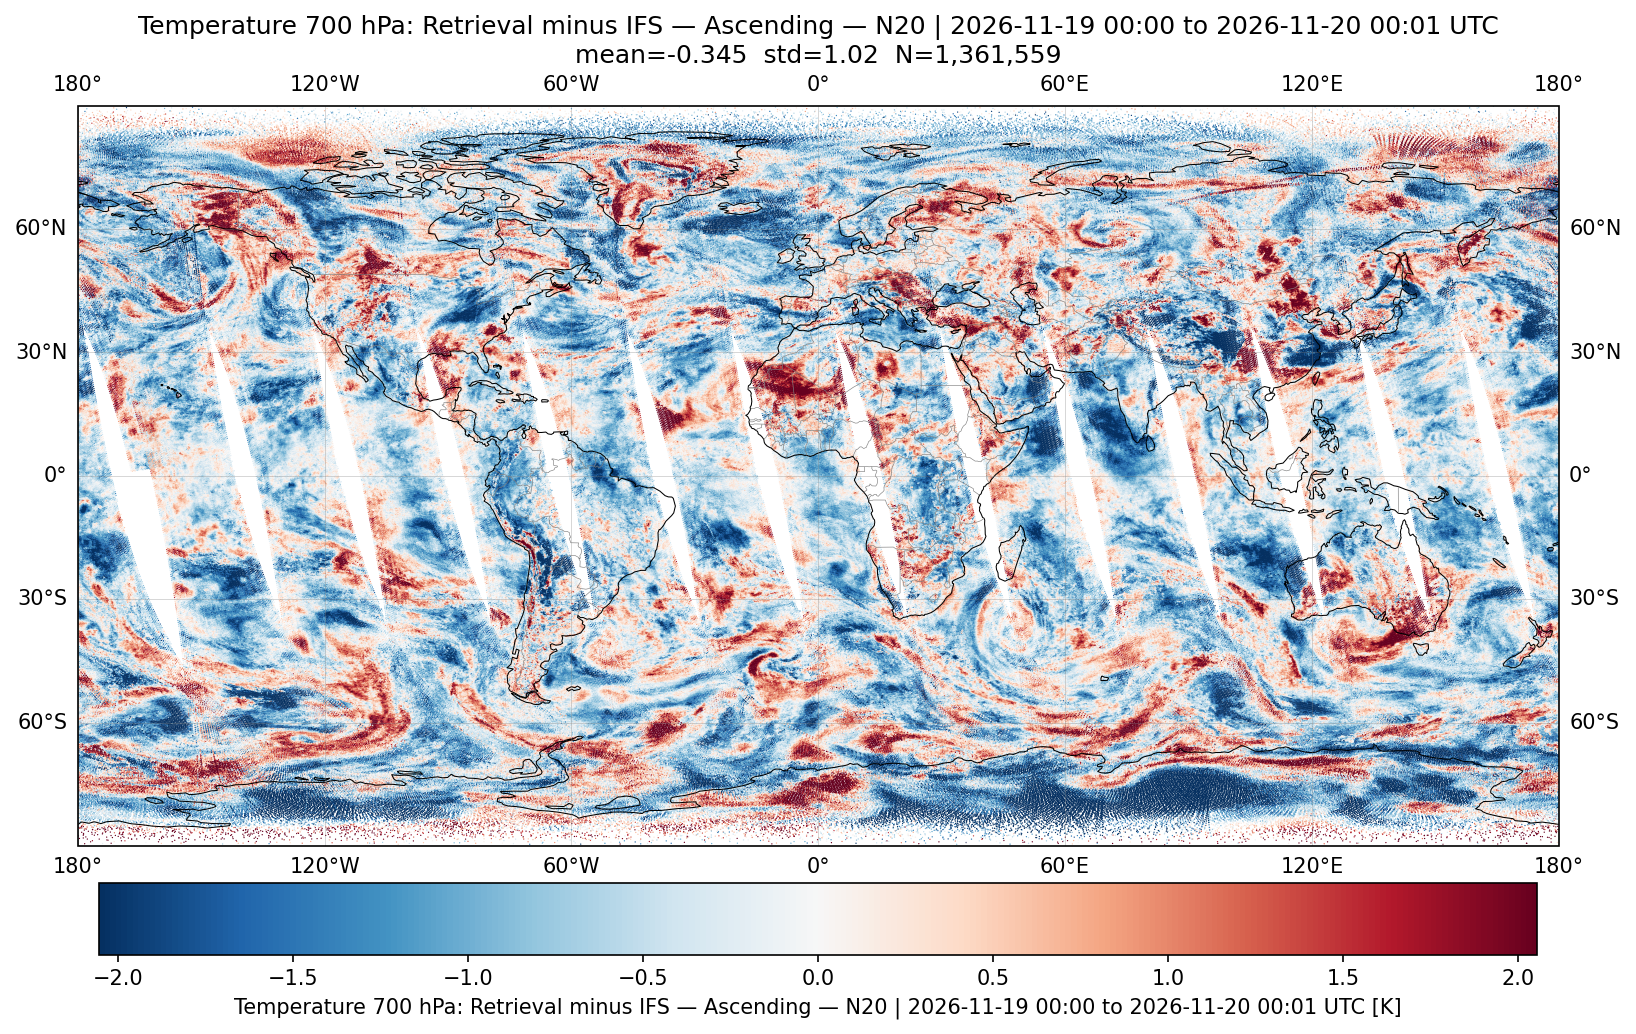 Temperature 700 hPa: Retrieval minus IFS — Ascending — N20 | 2026-11-19 00:00 to 2026-11-20 00:01 UTC
mean=-0.345  std=1.02  N=1,361,559
180° 120°W 60°W 0° 60°E 120°E 180°
60°N 60°N
30°N 30°N
0° 0°
30°S 30°S
60°S 60°S
180° 120°W 60°W 0° 60°E 120°E 180°
−2.0 −1.5 −1.0 −0.5 0.0 0.5 1.0 1.5 2.0
Temperature 700 hPa: Retrieval minus IFS — Ascending — N20 | 2026-11-19 00:00 to 2026-11-20 00:01 UTC [K]